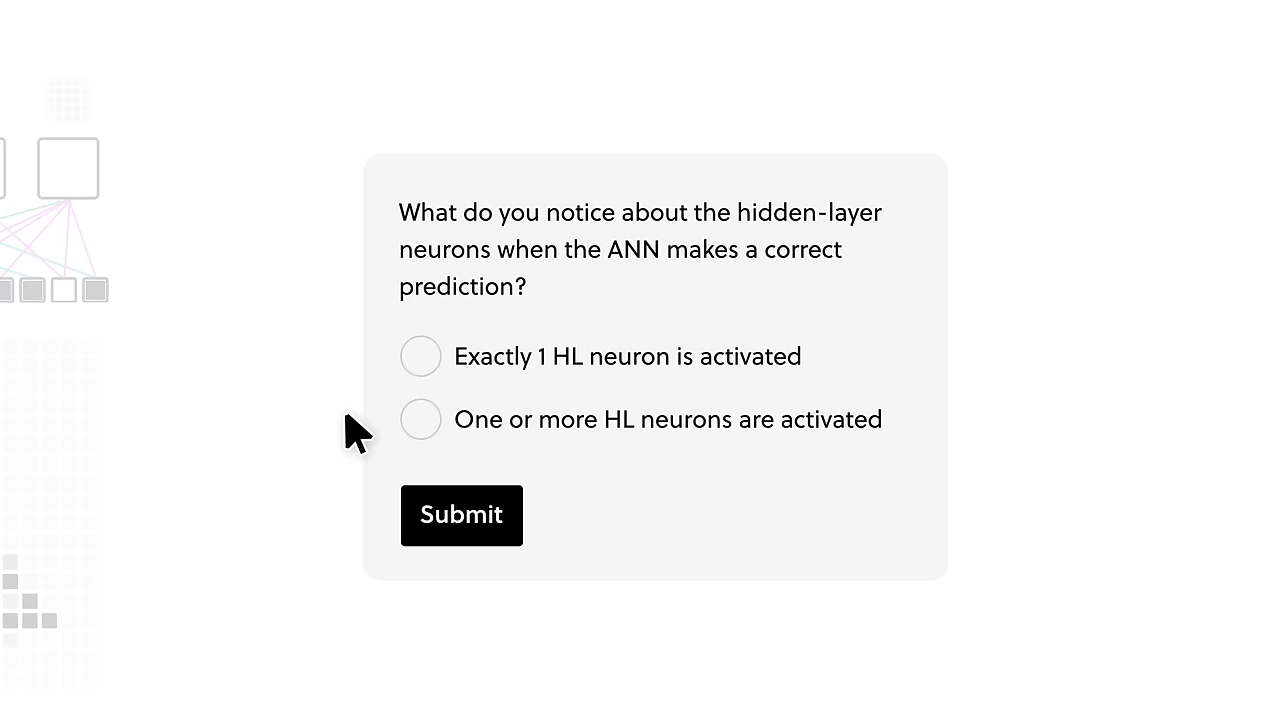 What do you notice about the hidden-layer
neurons when the ANN makes a correct
prediction?
Exactly 1 HL neuron is activated
One or more HL neurons are activated
Submit